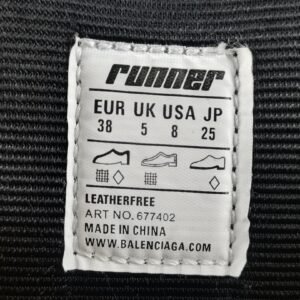 runner
EUR UK USA JP
38 5 8 25
LEATHERFREE
ART NO.677402
MADE IN CHINA
WWW.BALENCIAGA.COM